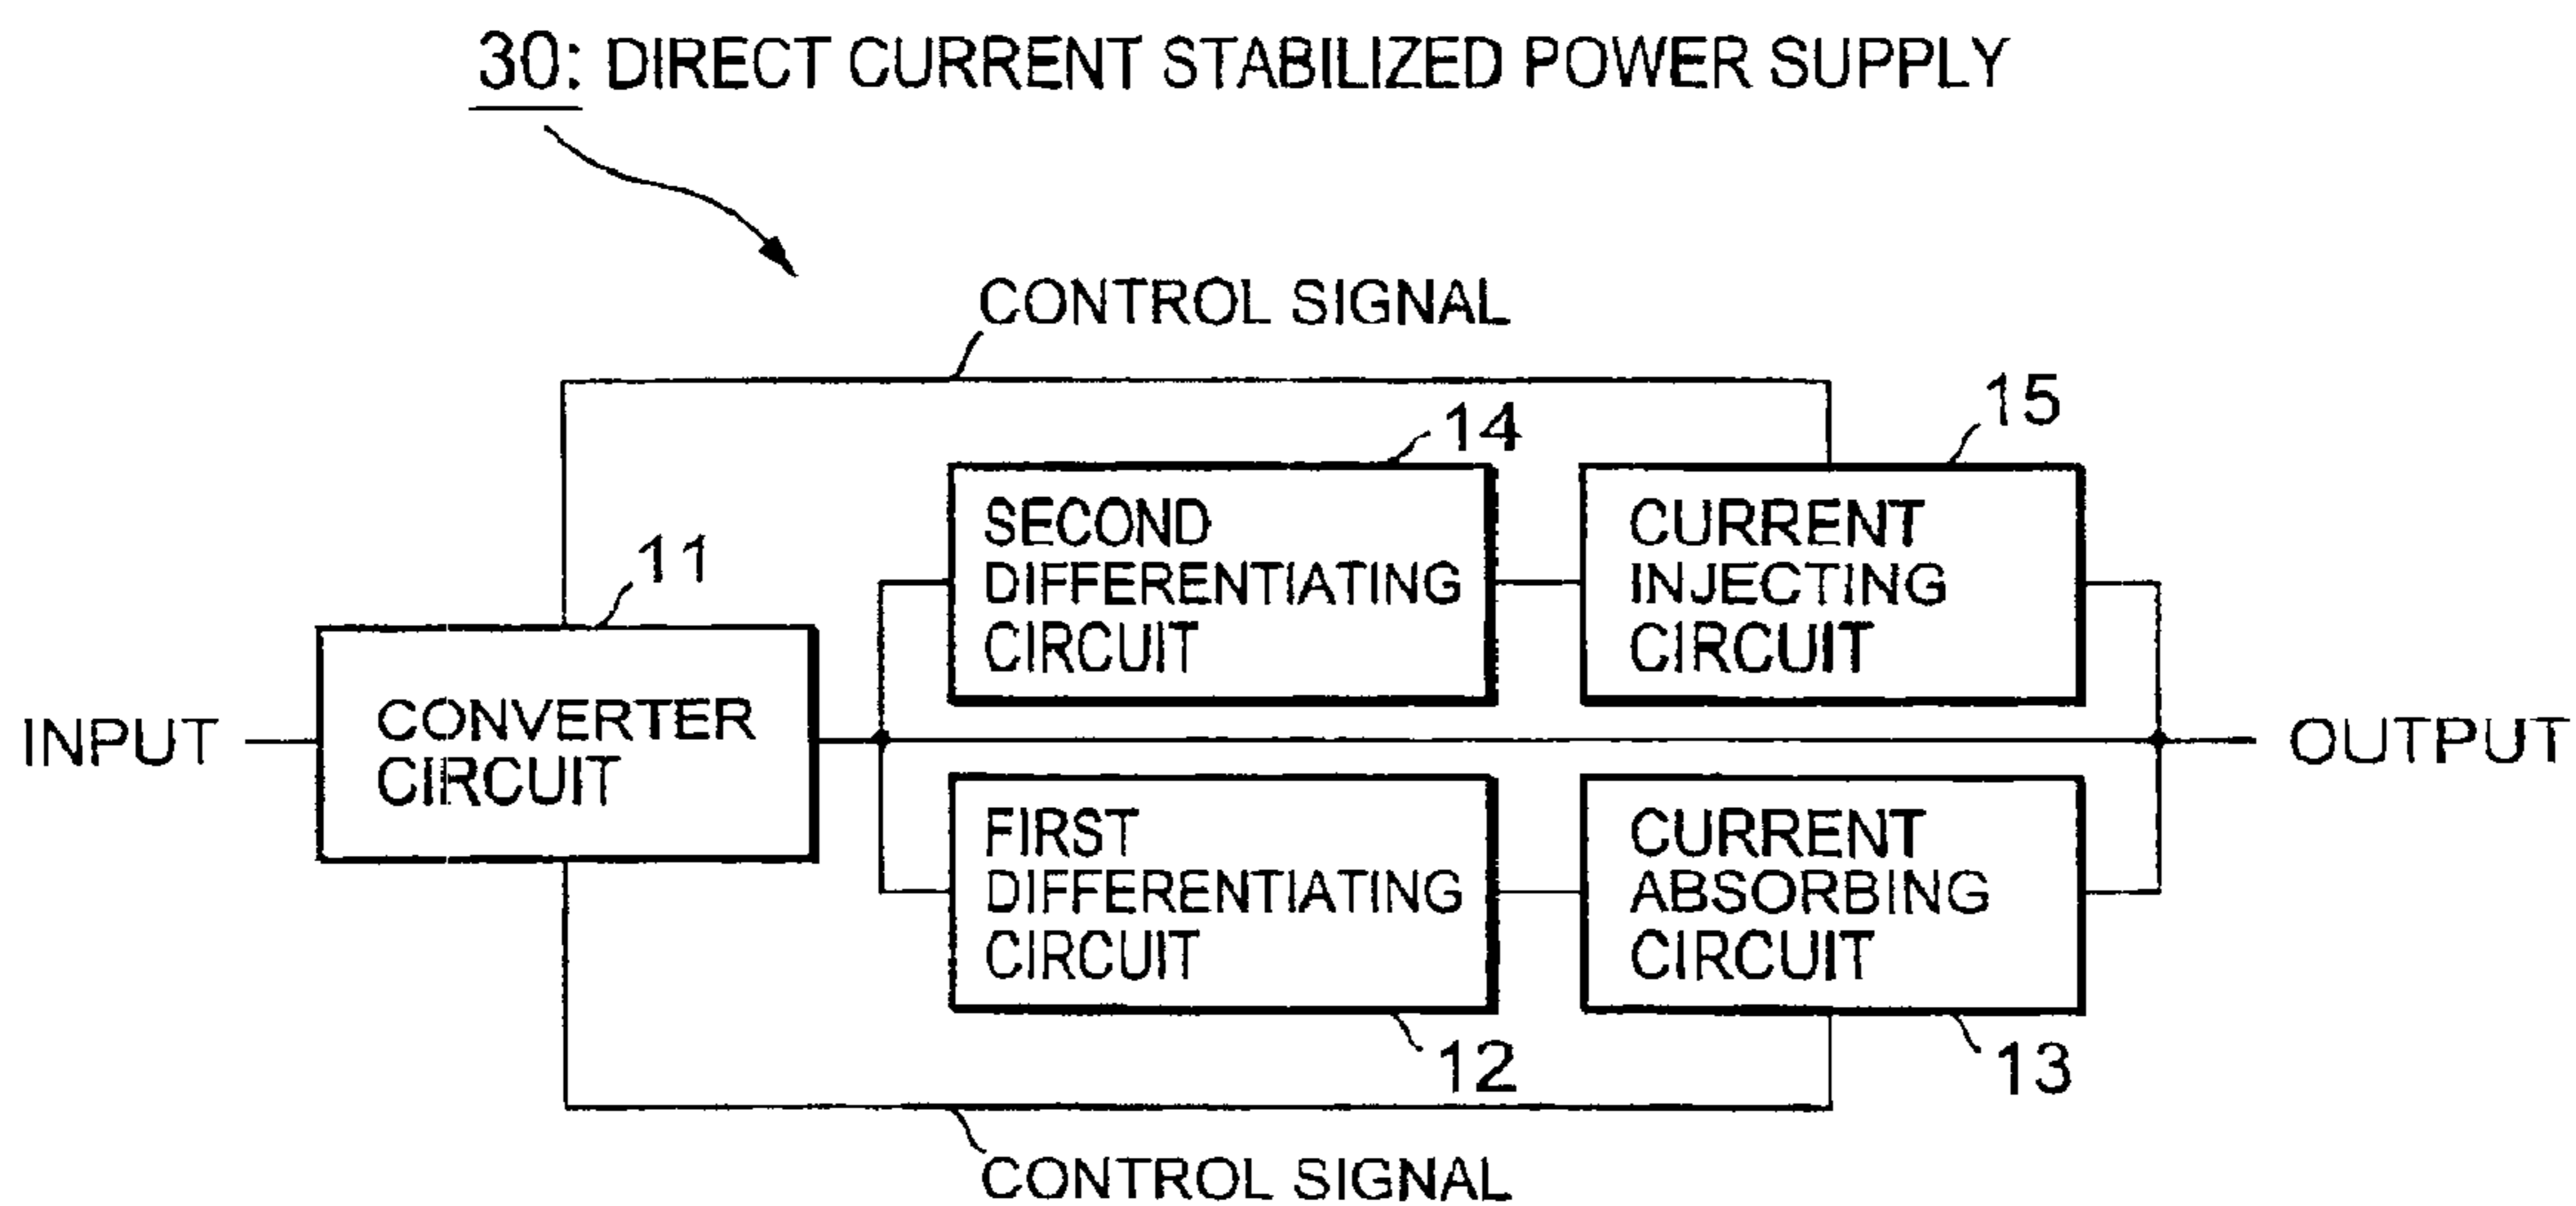 30: DIRECT CURRENT STABILIZED POWER SUPPLY
CONTROL SIGNAL
15
14
SECOND
DIFFERENTIATING
CIRCUIT
CURRENT
INJECTING
CIRCUIT
11
CONVERTER
CIRCUIT
INPUT
OUTPUT
FIRST
DIFFERENTIATING
CIRCUIT
CURRENT
ABSORBING
CIRCUIT
12
13
CONTROL SIGNAL